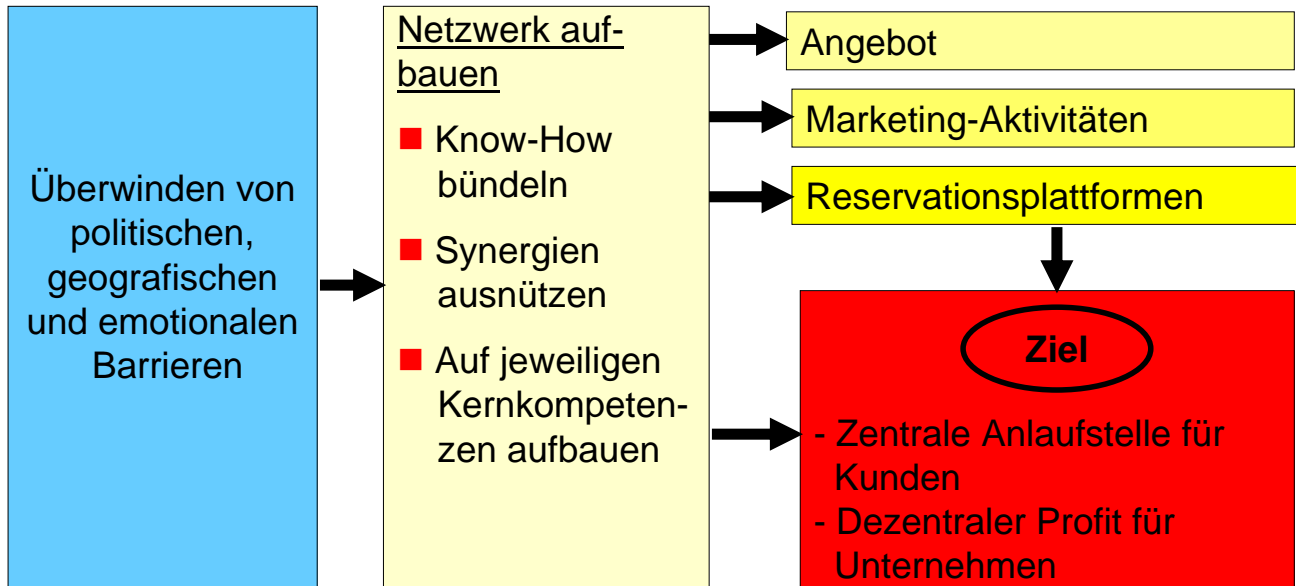 Überwinden von
politischen,
geografischen
und emotionalen
Barrieren
Netzwerk auf-
bauen
Know-How
bündeln
Synergien
ausnützen
Auf jeweiligen
Kernkompeten-
zen aufbauen
Angebot
Marketing-Aktivitäten
Reservationsplattformen
Ziel
- Zentrale Anlaufstelle für
Kunden
- Dezentraler Profit für
Unternehmen